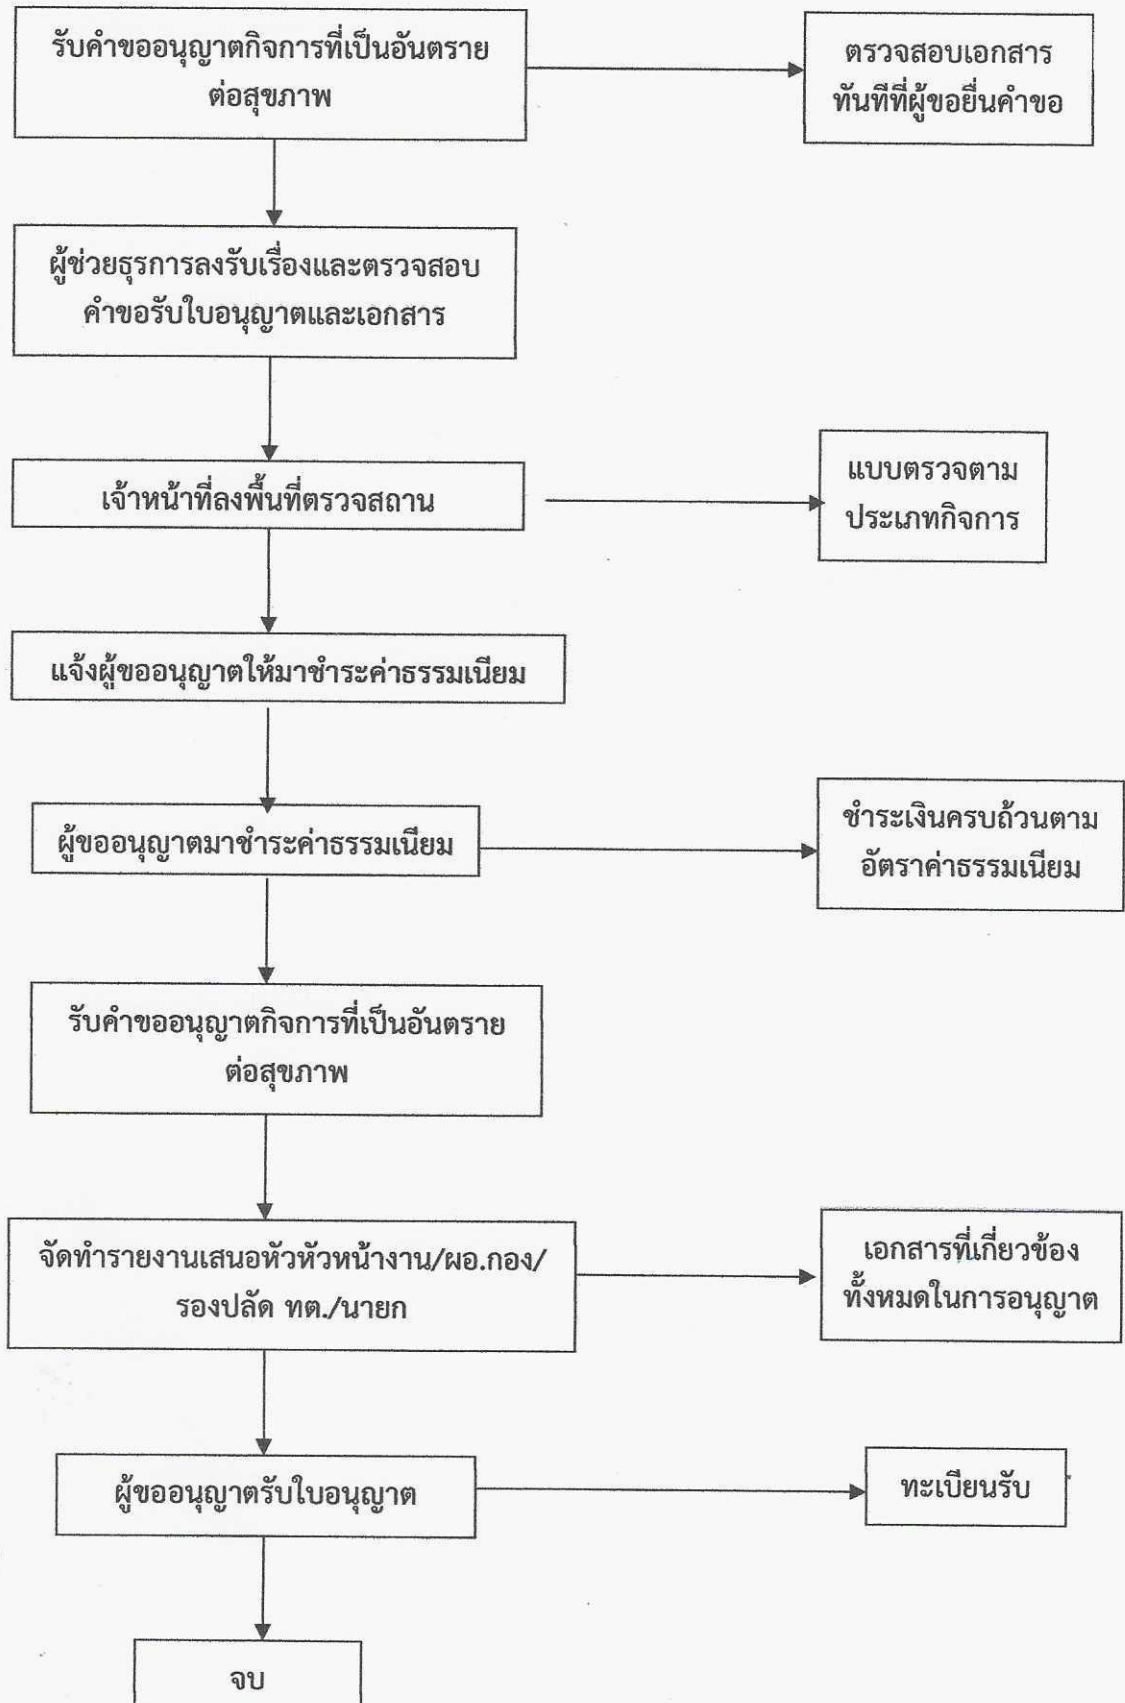 รับคำขออนุญาตกิจการที่เป็นอันตราย
ต่อสุขภาพ
ตรวจสอบเอกสาร
ทันทีที่ผู้ขอยื่นคำขอ
ผู้ช่วยธุรการลงรับเรื่องและตรวจสอบ
คำขอรับใบอนุญาตและเอกสาร
เจ้าหน้าที่ลงพื้นที่ตรวจสถาน
แบบตรวจตาม
ประเภทกิจการ
แจ้งผู้ขออนุญาตให้มาชำระค่าธรรมเนียม
ผู้ขออนุญาตมาชำระค่าธรรมเนียม
ชำระเงินครบถ้วนตาม
อัตราค่าธรรมเนียม
รับคำขออนุญาตกิจการที่เป็นอันตราย
ต่อสุขภาพ
จัดทำรายงานเสนอหัวหัวหน้างาน/ผอ.กอง/
รองปลัด ทต./นายก
เอกสารที่เกี่ยวข้อง
ทั้งหมดในการอนุญาต
ผู้ขออนุญาตรับใบอนุญาต
ทะเบียนรับ
จบ